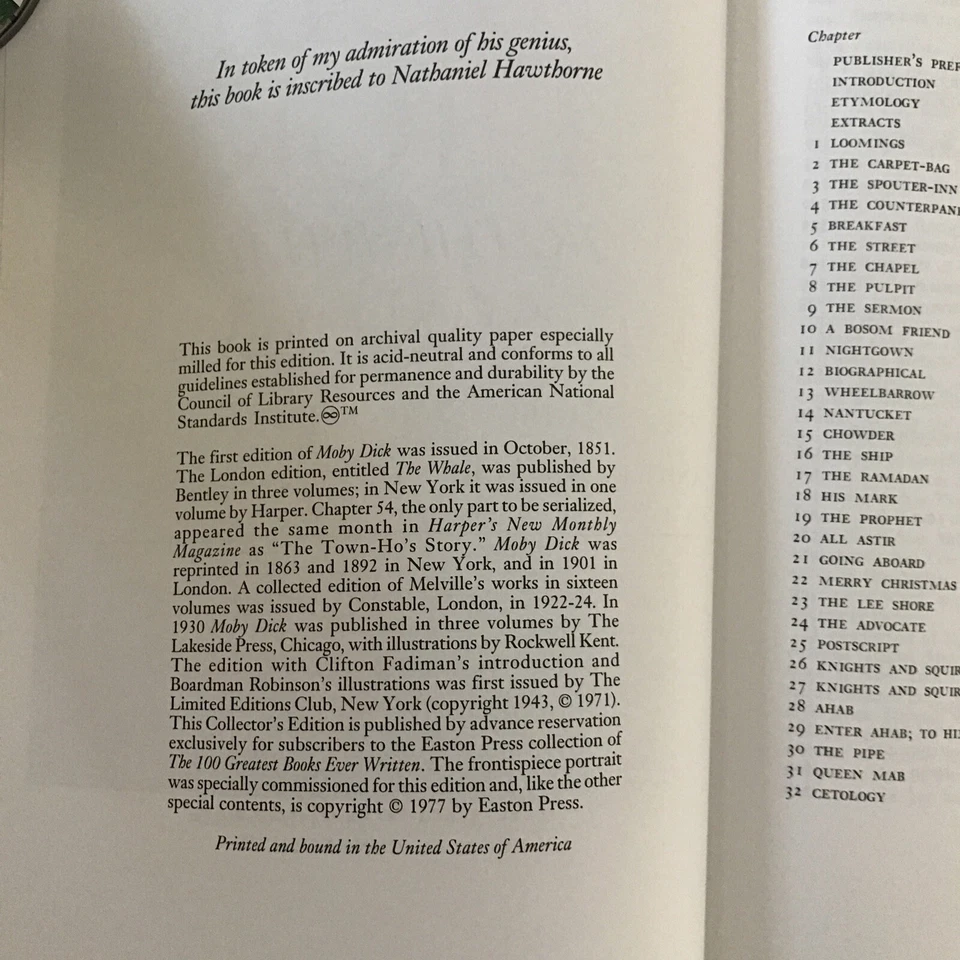 In token of my admiration of his genius,
this book is inscribed to Nathaniel Hawthorne
This book is printed on archival quality paper especially
milled for this edition. It is acid-neutral and conforms to all
guidelines established for permanence and durability by the
Council of Library Resources and the American National
Standards Institute.♾™
The first edition of Moby Dick was issued in October, 1851.
The London edition, entitled The Whale, was published by
Bentley in three volumes; in New York it was issued in one
volume by Harper. Chapter 54, the only part to be serialized,
appeared the same month in Harper's New Monthly
Magazine as “The Town-Ho's Story.” Moby Dick was
reprinted in 1863 and 1892 in New York, and in 1901 in
London. A collected edition of Melville's works in sixteen
volumes was issued by Constable, London, in 1922-24. In
1930 Moby Dick was published in three volumes by The
Lakeside Press, Chicago, with illustrations by Rockwell Kent.
The edition with Clifton Fadiman's introduction and
Boardman Robinson's illustrations was first issued by The
Limited Editions Club, New York (copyright 1943, © 1971).
This Collector's Edition is published by advance reservation
exclusively for subscribers to the Easton Press collection of
The 100 Greatest Books Ever Written. The frontispiece portrait
was specially commissioned for this edition and, like the other
special contents, is copyright © 1977 by Easton Press.
Printed and bound in the United States of America
Chapter
PUBLISHER'S
INTRODUCTION
ETYMOLOGY
EXTRACTS
1 LOOMINGS
2 THE CARPET-BAG
3 THE SPOUTER-INN
4 THE
5 BREAKFAST
6 THE STREET
7 THE CHAPEL
8 THE PULPIT
9 THE SERMON
10 A BOSOM FRIEND
11 NIGHTGOWN
12 BIOGRAPHICAL
13 WHEELBARROW
14 NANTUCKET
15 CHOWDER
16 THE SHIP
17 THE RAMADAN
18 HIS MARK
19 THE PROPHET
20 ALL ASTIR
21 GOING ABOARD
22 MERRY CHRISTMAS
23 THE LEE SHORE
24 THE ADVOCATE
25 POSTSCRIPT
26 KNIGHTS AND
27 KNIGHTS AND
28 AHAB
29 ENTER AHAB; TO
30 THE PIPE
31 QUEEN MAB
32 CETOLOGY